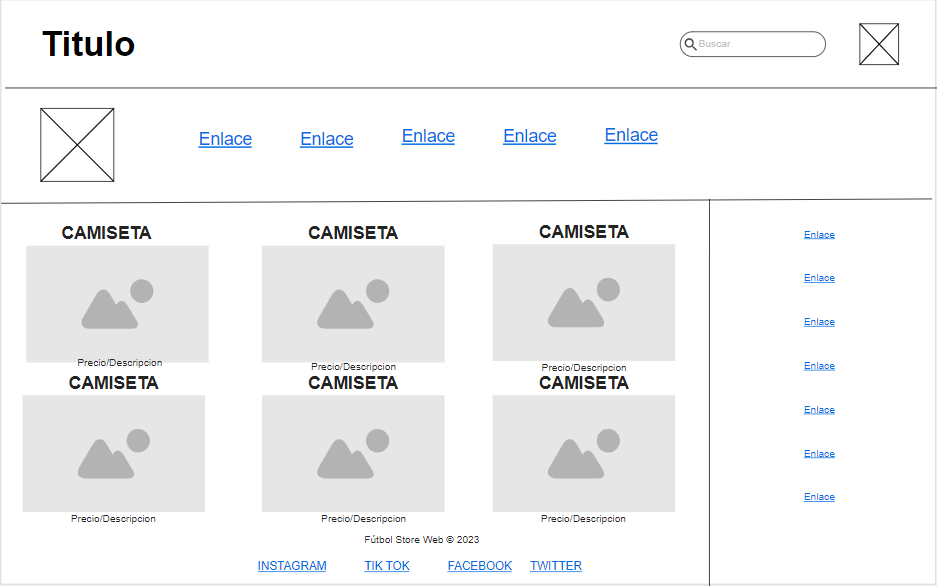 Titulo
Buscar
Enlace Enlace Enlace Enlace Enlace
CAMISETA CAMISETA CAMISETA
Precio/Descripcion Precio/Descripcion Precio/Descripcion
CAMISETA CAMISETA CAMISETA
Precio/Descripcion Precio/Descripcion Precio/Descripcion
Enlace
Enlace
Enlace
Enlace
Enlace
Enlace
Enlace
Fútbol Store Web © 2023
INSTAGRAM TIK TOK FACEBOOK TWITTER